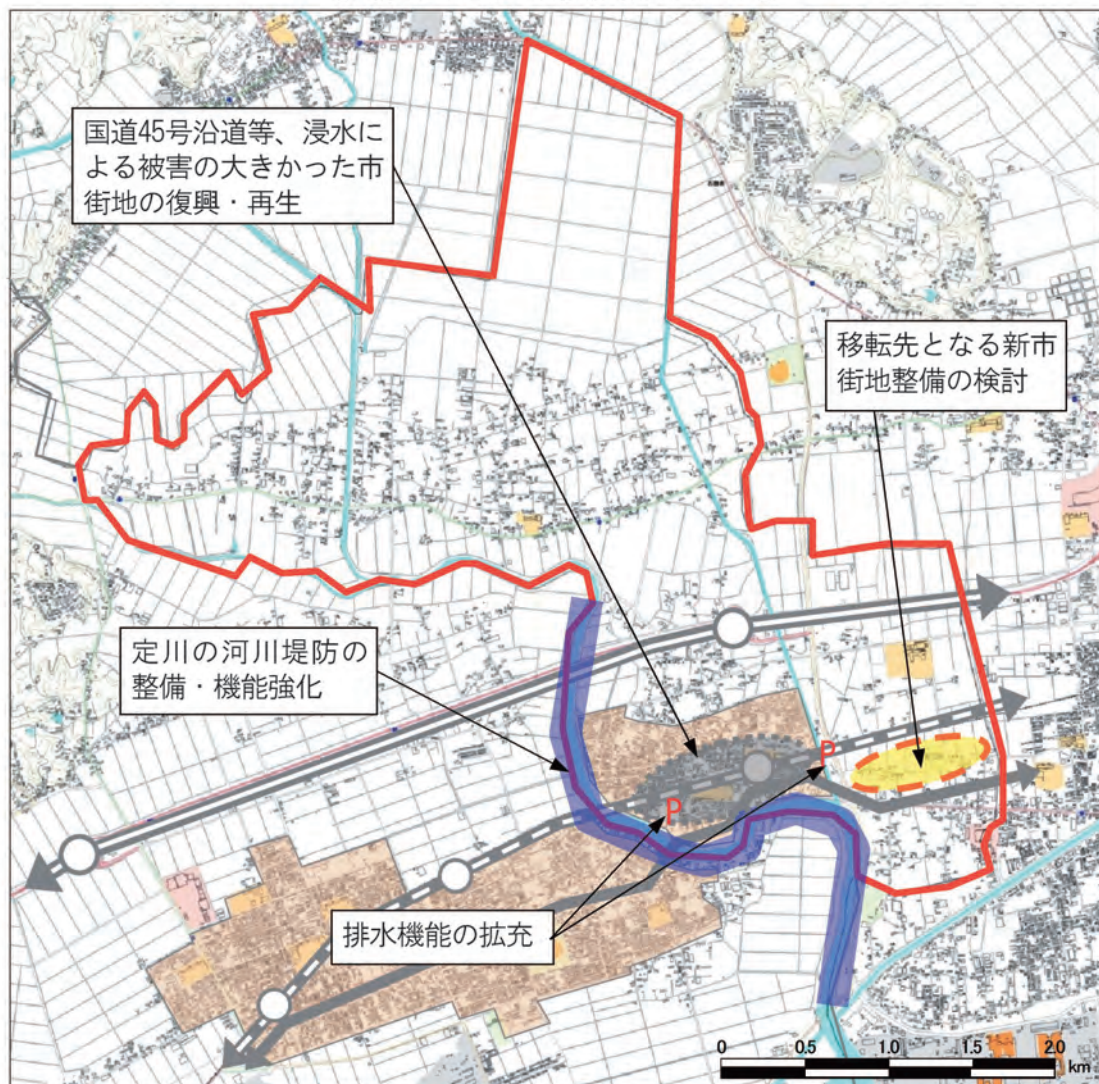 国道45号沿道等、浸水に
よる被害の大きかった市
街地の復興・再生
移転先となる新市
街地整備の検討
定川の河川堤防の
整備・機能強化
P
P
排水機能の拡充
0 0.5 1.0 1.5 2.0
km